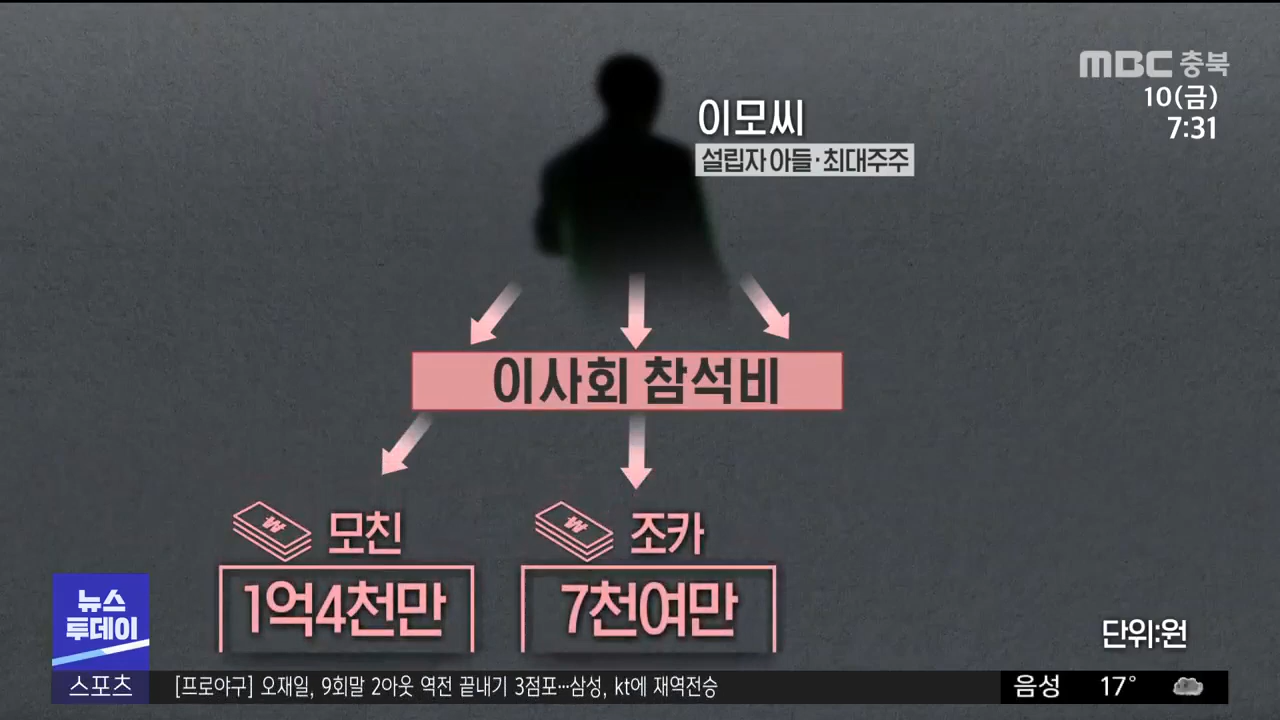 MBC 충북
10(금)
7:31
이모씨
설립자 아들·최대주주
이사회 참석비
모친
1억4천만
조카
7천여만
단위:원
뉴스
투데이
스포츠
[프로야구] 오재일, 9회말 2아웃 역전 끝내기 3점포…삼성, kt에 재역전승
음성 17°